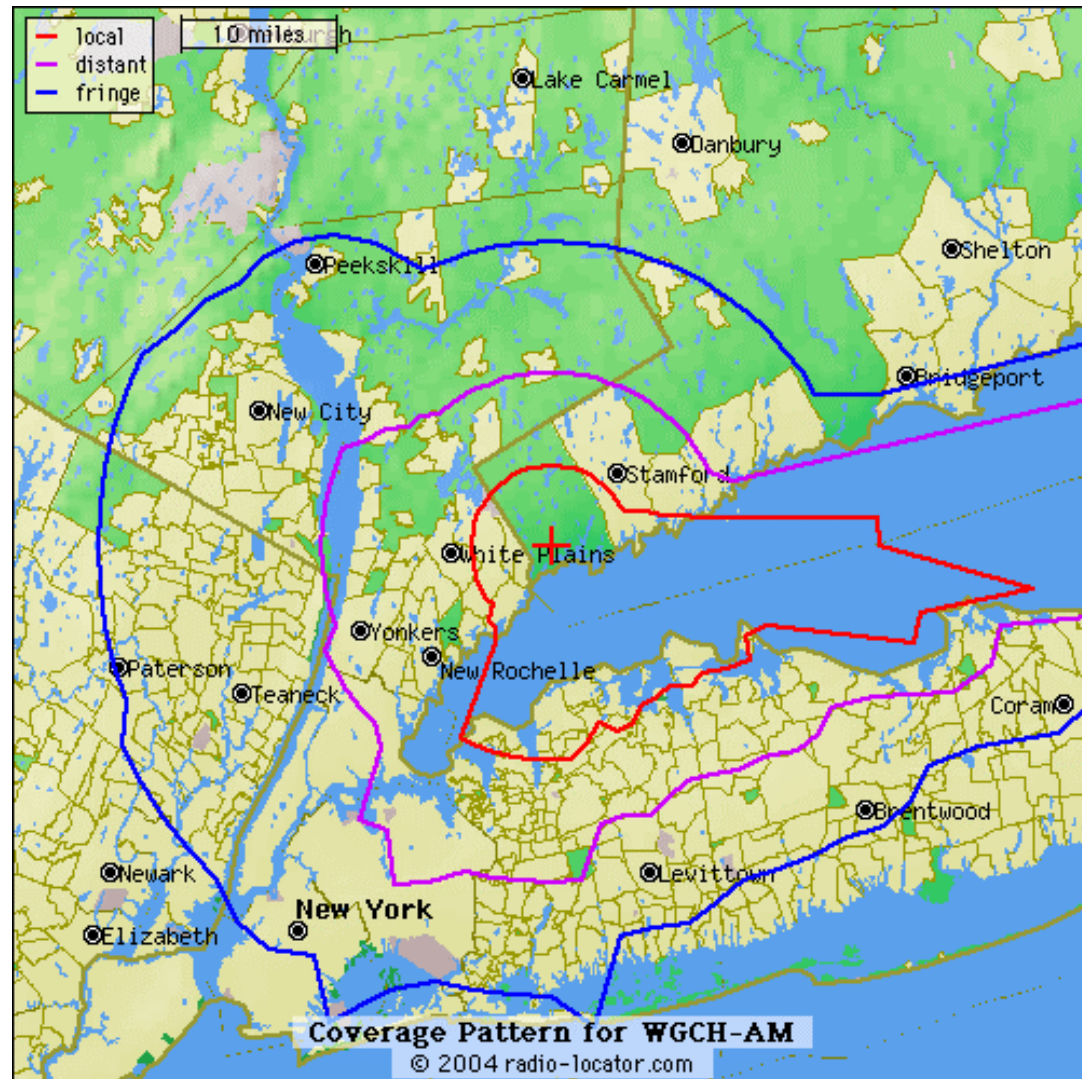 local
distant
fringe
10 miles
Lake Carmel
Danbury
Shelton
Peekskill
Bridgeport
New City
Stamford
White Plains
Yonkers
New Rochelle
Paterson
Teaneck
Coram
Brentwood
Newark
Levittown
New York
Elizabeth
Coverage Pattern for WGCH-AM
© 2004 radio-locator.com